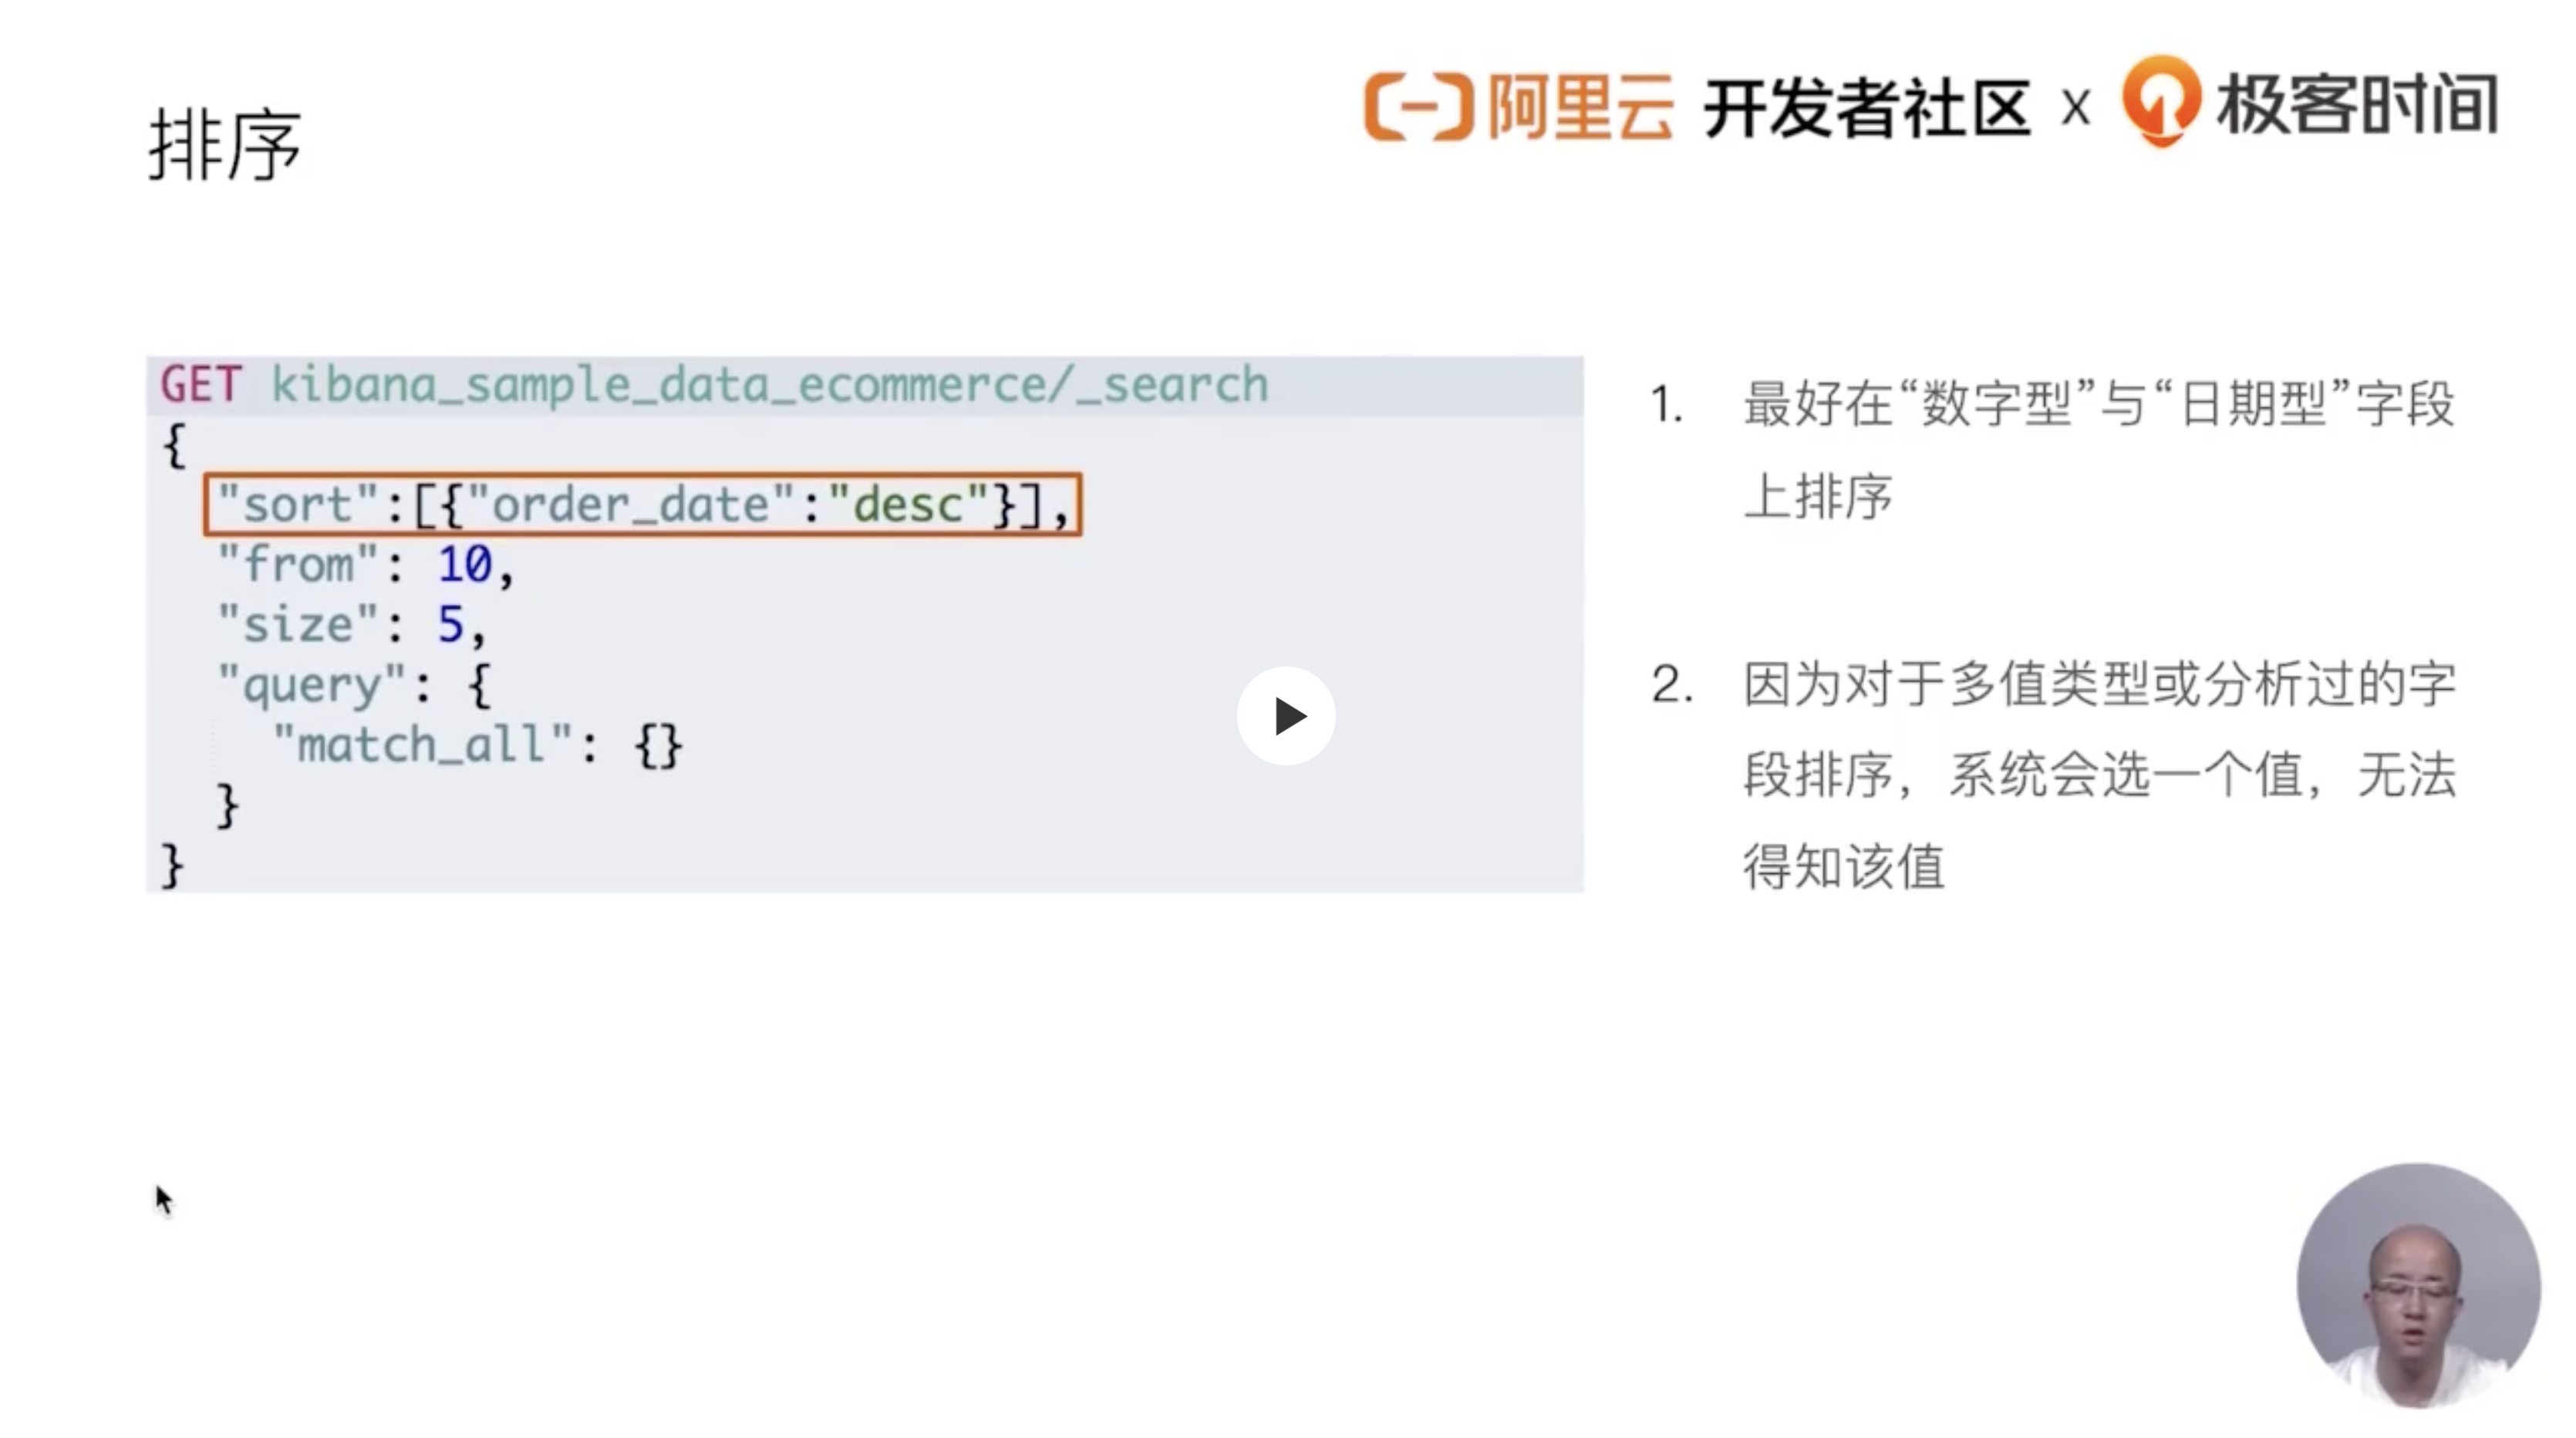 排序
阿里云 开发者社区 X 极客时间
GET kibana_sample_data_ecommerce/_search
{
"sort":[{"order_date":"desc"}],
"from": 10,
"size": 5,
"query": {
"match_all": {}
}
}
1. 最好在“数字型”与“日期型”字段
上排序
2. 因为对于多值类型或分析过的字
段排序，系统会选一个值，无法
得知该值